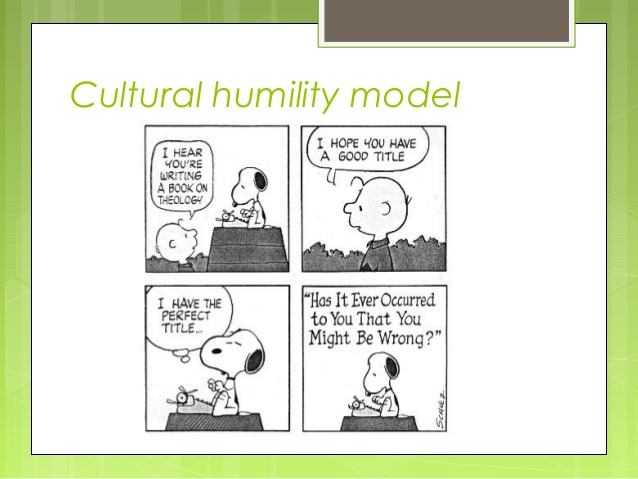 Cultural humility model
I HEAR
YOU'RE
WRITING
A BOOK ON
THEOLOGY
I HOPE YOU HAVE
A GOOD TITLE
I HAVE THE
PERFECT
TITLE...
"Has It Ever Occurred
to You That You
Might Be Wrong?"
SCHULZ